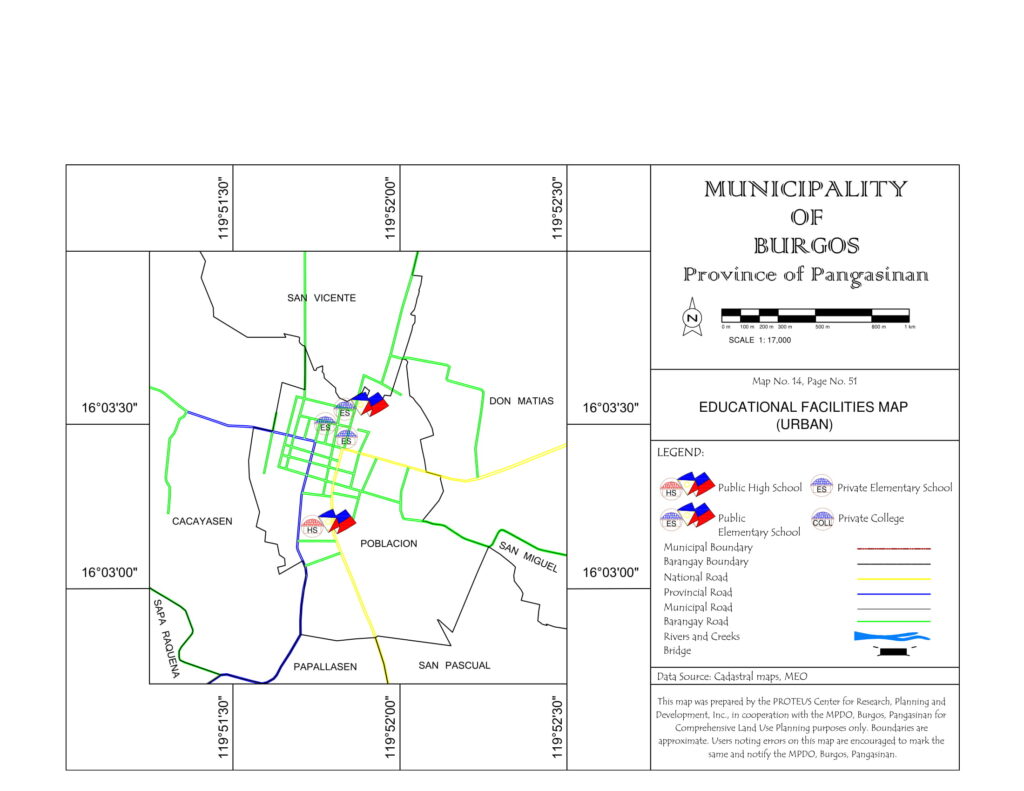 119°51'30"
119°52'00"
119°52'30"
SAN VICENTE
DON MATIAS
16°03'30"
16°03'30"
ES
ES
ES
HS
CACAYASEN
POBLACION
SAN MIGUEL
16°03'00"
16°03'00"
SAPA RAQUENA
PAPALLASEN
SAN PASCUAL
119°51'30"
119°52'00"
119°52'30"
MUNICIPALITY
OF
BURGOS
Province of Pangasinan
N
0 m 100 m 200 m 300 m 500 m 800 m 1 km
SCALE 1: 17,000
Map No. 14, Page No. 51
EDUCATIONAL FACILITIES MAP
(URBAN)
LEGEND:
HS Public High School
ES Private Elementary School
ES Public
Elementary School
COLL Private College
Municipal Boundary
Barangay Boundary
National Road
Provincial Road
Municipal Road
Barangay Road
Rivers and Creeks
Bridge
Data Source: Cadastral maps, MEO
This map was prepared by the PROTEUS Center for Research, Planning and
Development, Inc., in cooperation with the MPDO, Burgos, Pangasinan for
Comprehensive Land Use Planning purposes only. Boundaries are
approximate. Users noting errors on this map are encouraged to mark the
same and notify the MPDO, Burgos, Pangasinan.